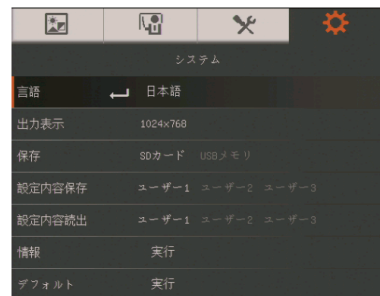 システム
言語 日本語
出力表示 1024×768
保存 SDカード USBメモリ
設定内容保存 ユーザー1 ユーザー2 ユーザー3
設定内容読出 ユーザー1 ユーザー2 ユーザー3
情報 実行
デフォルト 実行